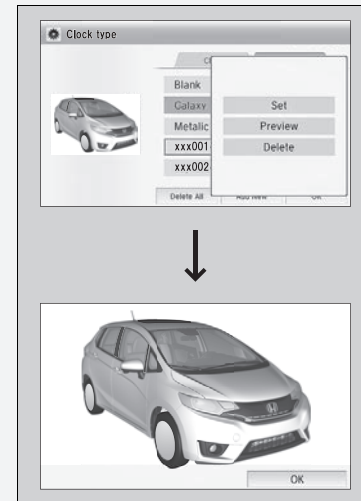 Clock type
Blank
Galaxy
Metalic
xxx001
xxx002
Set
Preview
Delete
Delete All
Add New
OK
OK